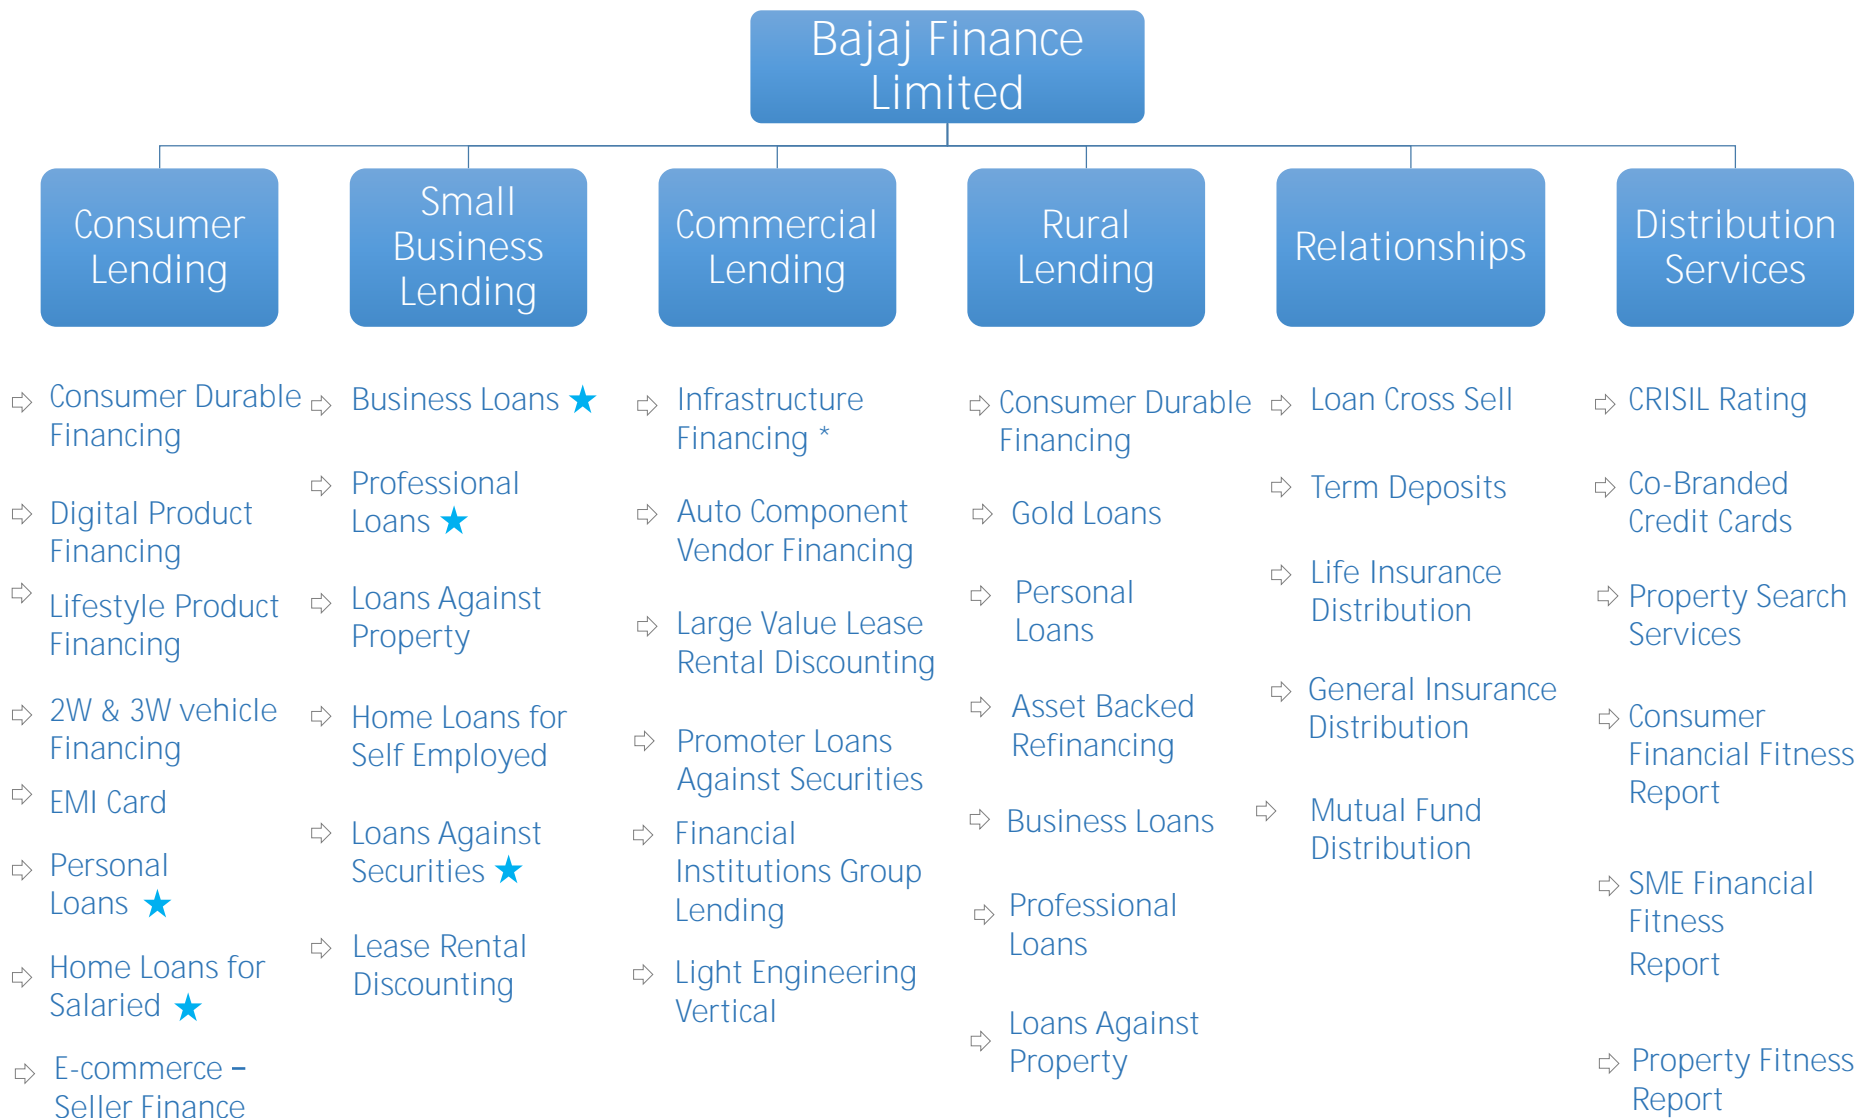 Bajaj Finance
Limited
Consumer
Lending
Small
Business
Lending
Commercial
Lending
Rural
Lending
Relationships
Distribution
Services
Consumer Durable
Financing
Digital Product
Financing
Lifestyle Product
Financing
2W & 3W vehicle
Financing
EMI Card
Personal
Loans ★
Home Loans for
Salaried ★
E-commerce –
Seller Finance
Business Loans ★
Professional
Loans ★
Loans Against
Property
Home Loans for
Self Employed
Loans Against
Securities ★
Lease Rental
Discounting
Infrastructure
Financing *
Auto Component
Vendor Financing
Large Value Lease
Rental Discounting
Promoter Loans
Against Securities
Financial
Institutions Group
Lending
Light Engineering
Vertical
Consumer Durable
Financing
Gold Loans
Personal
Loans
Asset Backed
Refinancing
Business Loans
Professional
Loans
Loans Against
Property
Loan Cross Sell
Term Deposits
Life Insurance
Distribution
General Insurance
Distribution
Mutual Fund
Distribution
CRISIL Rating
Co-Branded
Credit Cards
Property Search
Services
Consumer
Financial Fitness
Report
SME Financial
Fitness
Report
Property Fitness
Report